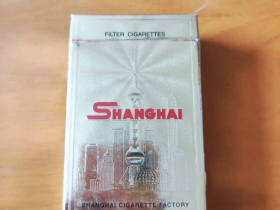 FILTER CIGARETTES
SHANGHAI
SHANGHAI CIGARETTE FACTORY